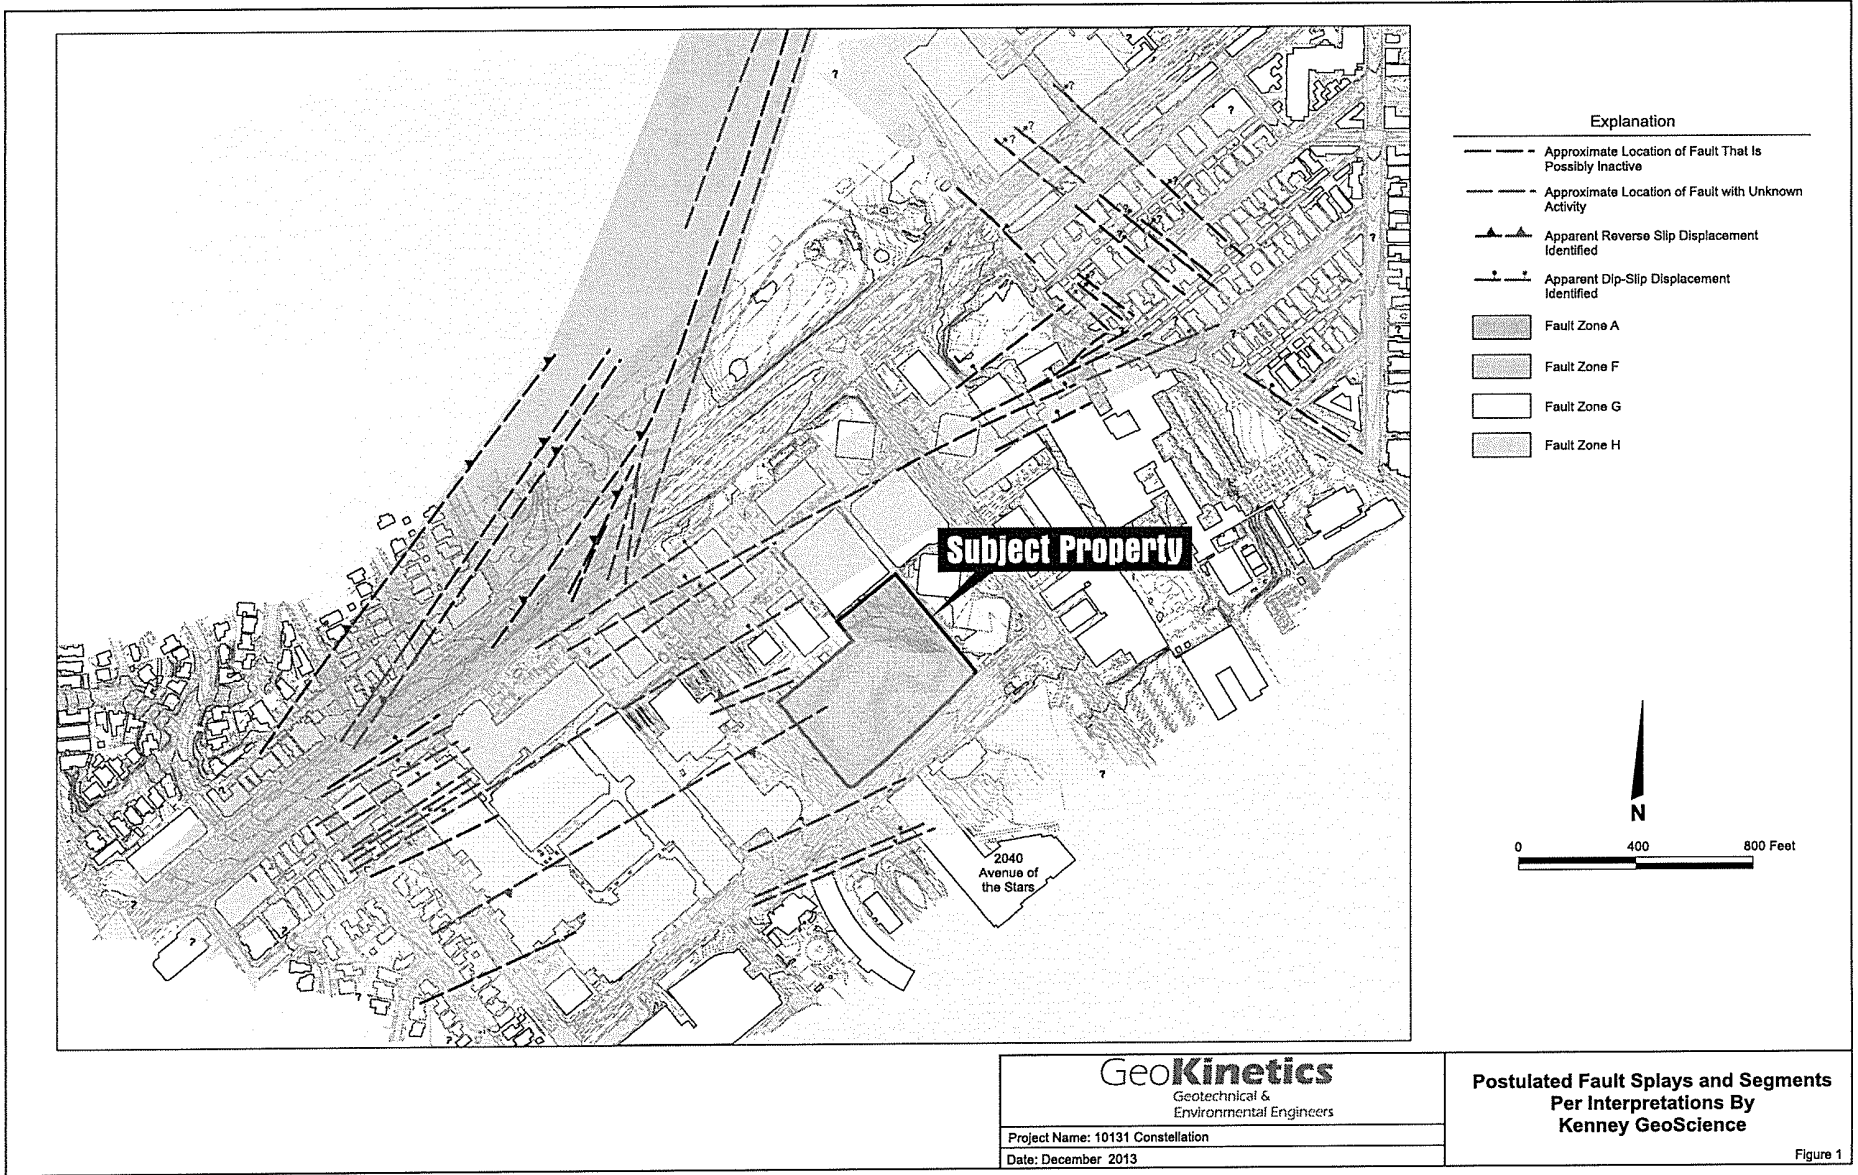 Explanation
Approximate Location of Fault That Is
Possibly Inactive
Approximate Location of Fault with Unknown
Activity
Apparent Reverse Slip Displacement
Identified
Apparent Dip-Slip Displacement
Identified
Fault Zone A
Fault Zone F
Fault Zone G
Fault Zone H
Subject Property
2040
Avenue of
the Stars
N
0 400 800 Feet
GeoKinetics
Geotechnical &
Environmental Engineers
Project Name: 10131 Constellation
Date: December 2013
Postulated Fault Splays and Segments
Per Interpretations By
Kenney GeoScience
Figure 1